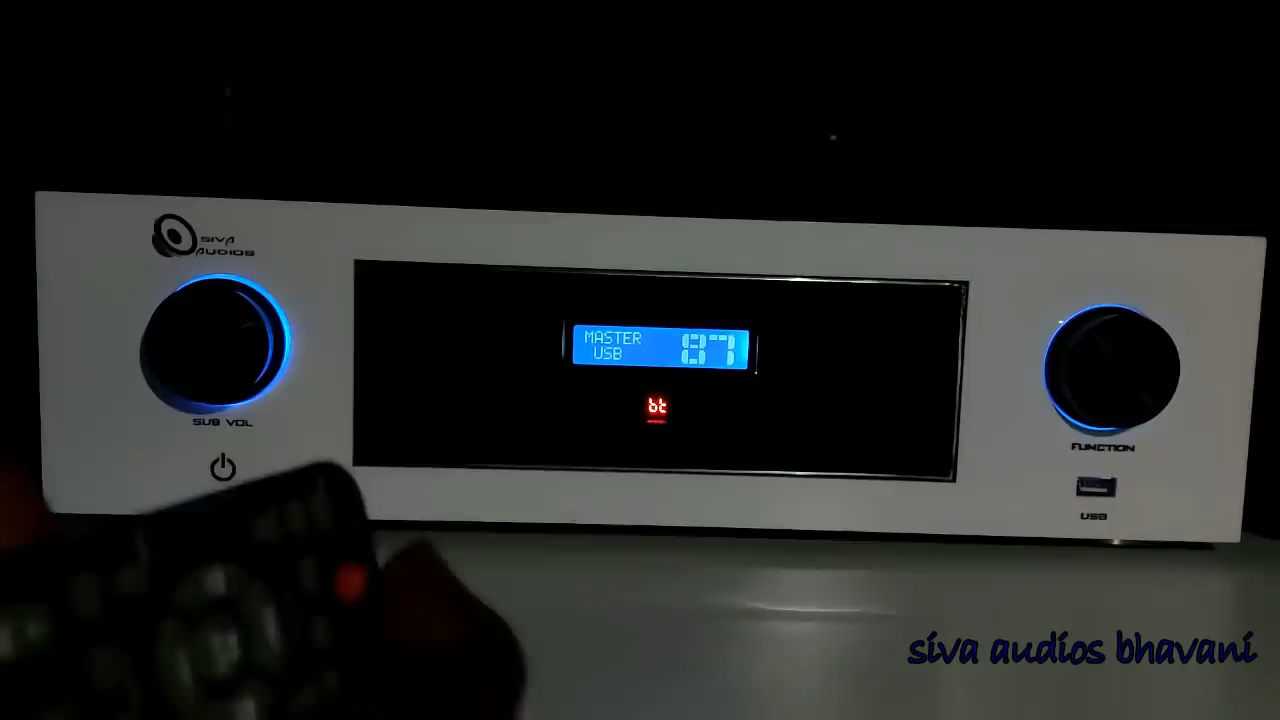 SIVA
AUDIOS
MASTER 87
USB
bt
SUB VOL
FUNCTION
USB
siva audios bhavani